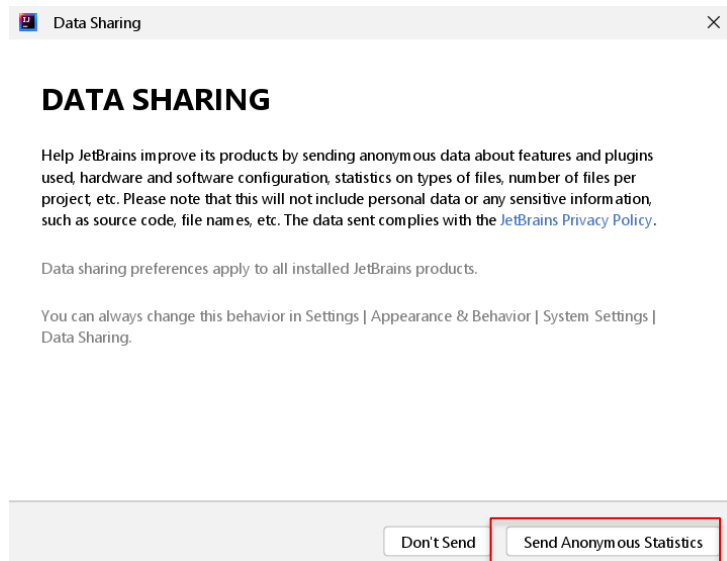 Data Sharing
DATA SHARING
Help JetBrains improve its products by sending anonymous data about features and plugins
used, hardware and software configuration, statistics on types of files, number of files per
project, etc. Please note that this will not include personal data or any sensitive information,
such as source code, file names, etc. The data sent complies with the JetBrains Privacy Policy.
Data sharing preferences apply to all installed JetBrains products.
You can always change this behavior in Settings | Appearance & Behavior | System Settings |
Data Sharing.
Don't Send
Send Anonymous Statistics